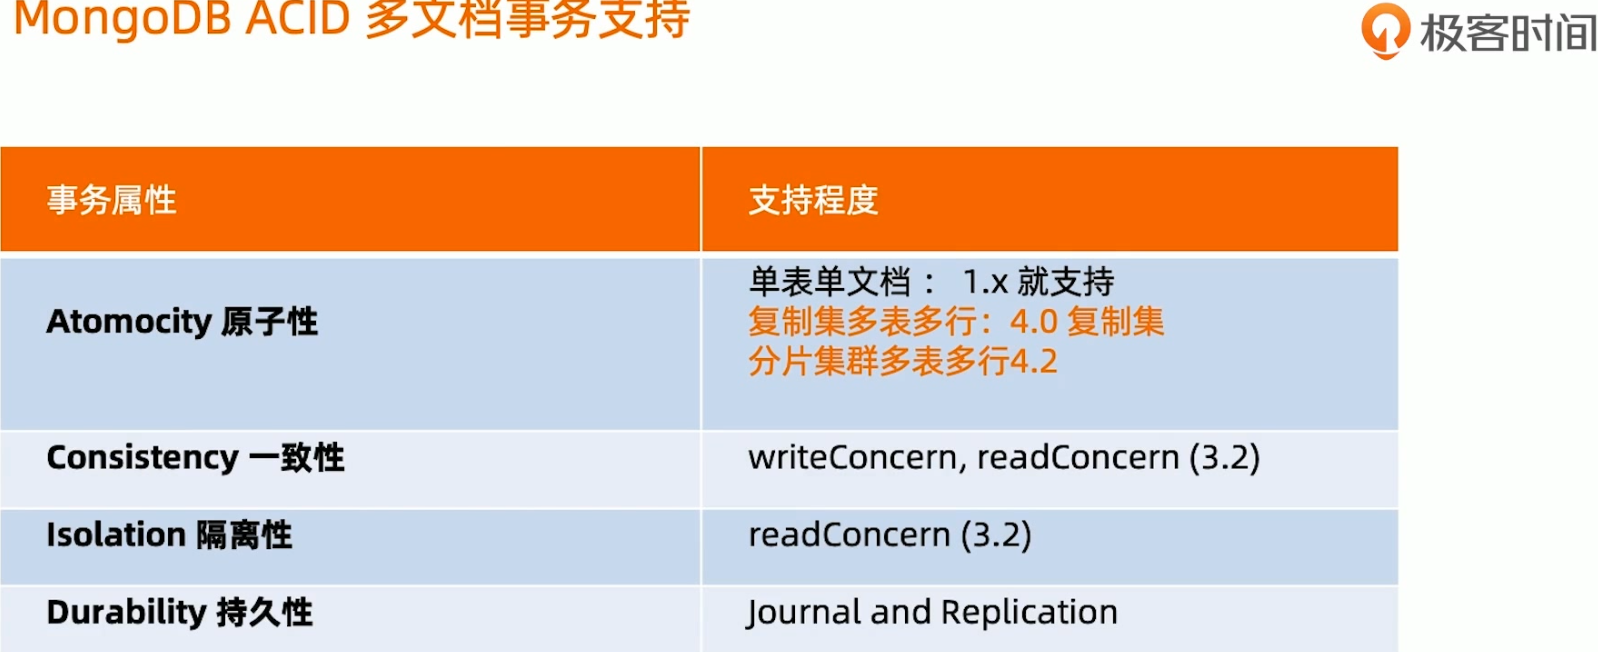 MongoDB ACID 多文档事务支持
极客时间
事务属性
支持程度
Atomocity 原子性
单表单文档： 1.x 就支持
复制集多表多行：4.0 复制集
分片集群多表多行4.2
Consistency 一致性
writeConcern, readConcern (3.2)
Isolation 隔离性
readConcern (3.2)
Durability 持久性
Journal and Replication